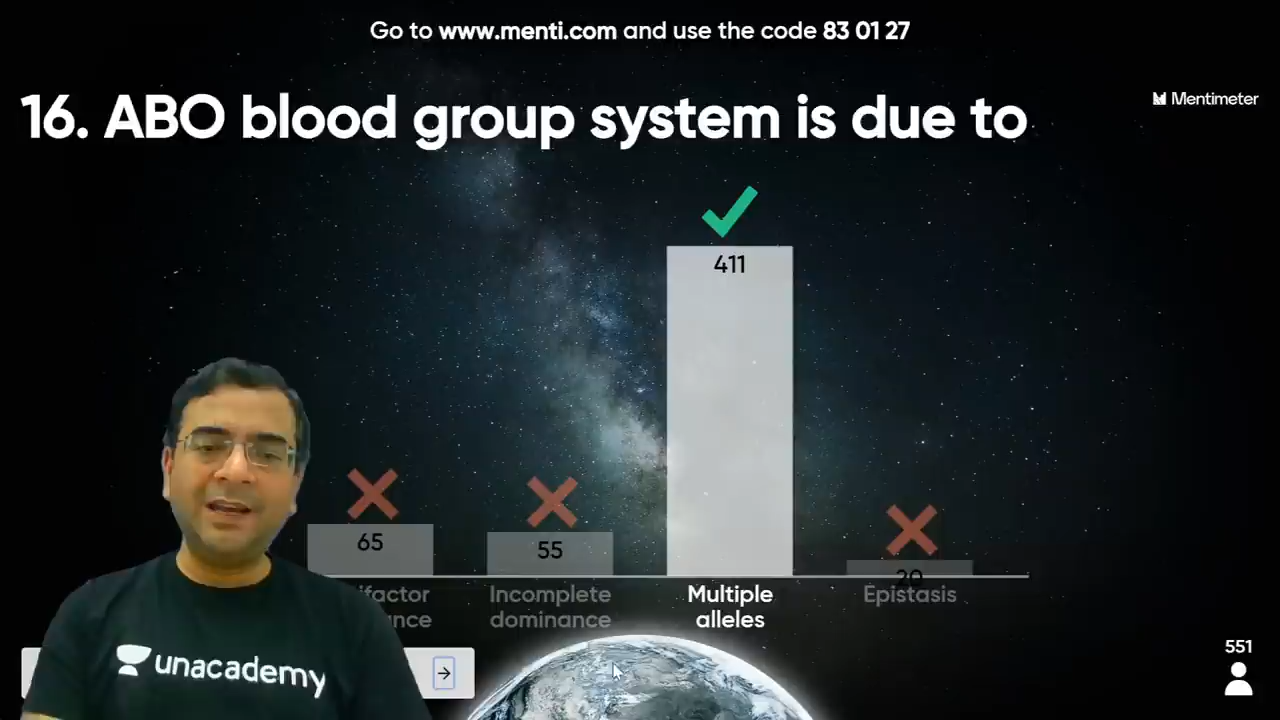 Go to www.menti.com and use the code 83 01 27
16. ABO blood group system is due to
Mentimeter
411
65
55
20
Incomplete
dominance
Multiple
alleles
Epistasis
unacademy
551